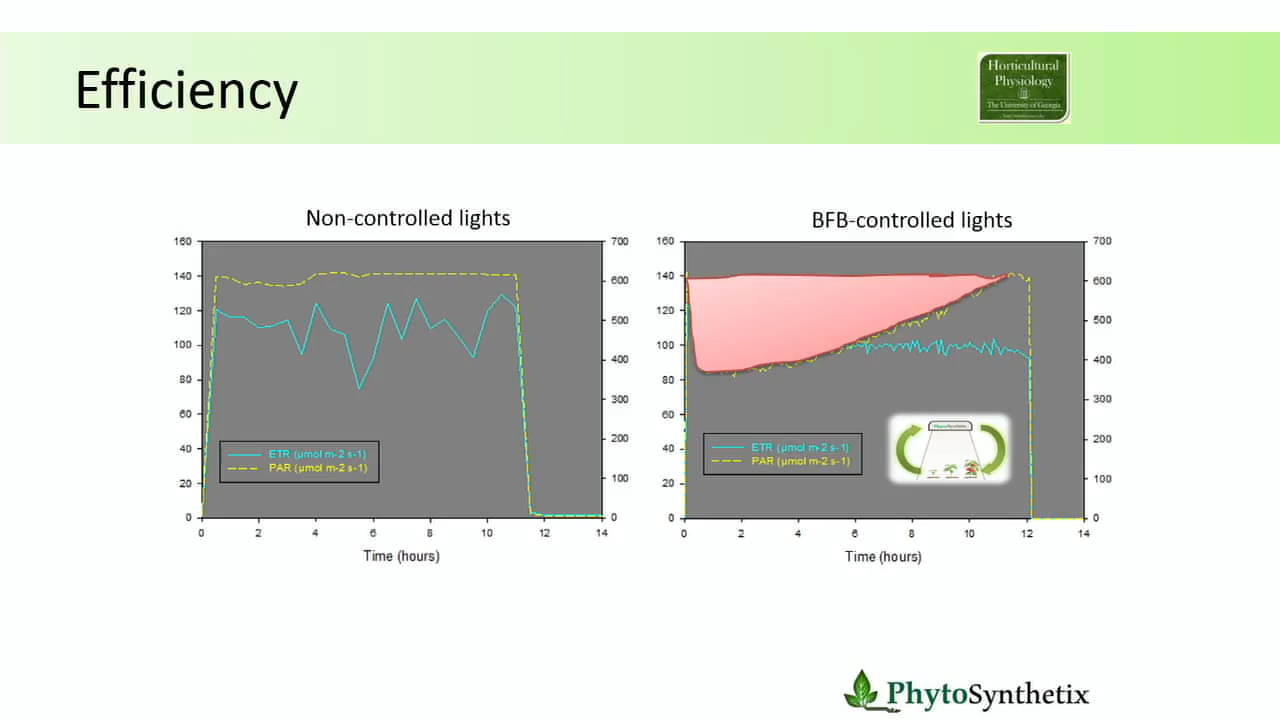 Efficiency
Horticultural
Physiology
The University of Georgia
Non-controlled lights
160
140
120
100
80
60
40
20
0
700
600
500
400
300
200
100
0
ETR (µmol m-2 s-1)
PAR (µmol m-2 s-1)
0 2 4 6 8 10 12 14
Time (hours)
BFB-controlled lights
160
140
120
100
80
60
40
20
0
700
600
500
400
300
200
100
0
ETR (µmol m-2 s-1)
PAR (µmol m-2 s-1)
PhytoSynthetix
0 2 4 6 8 10 12 14
Time (hours)
PhytoSynthetix